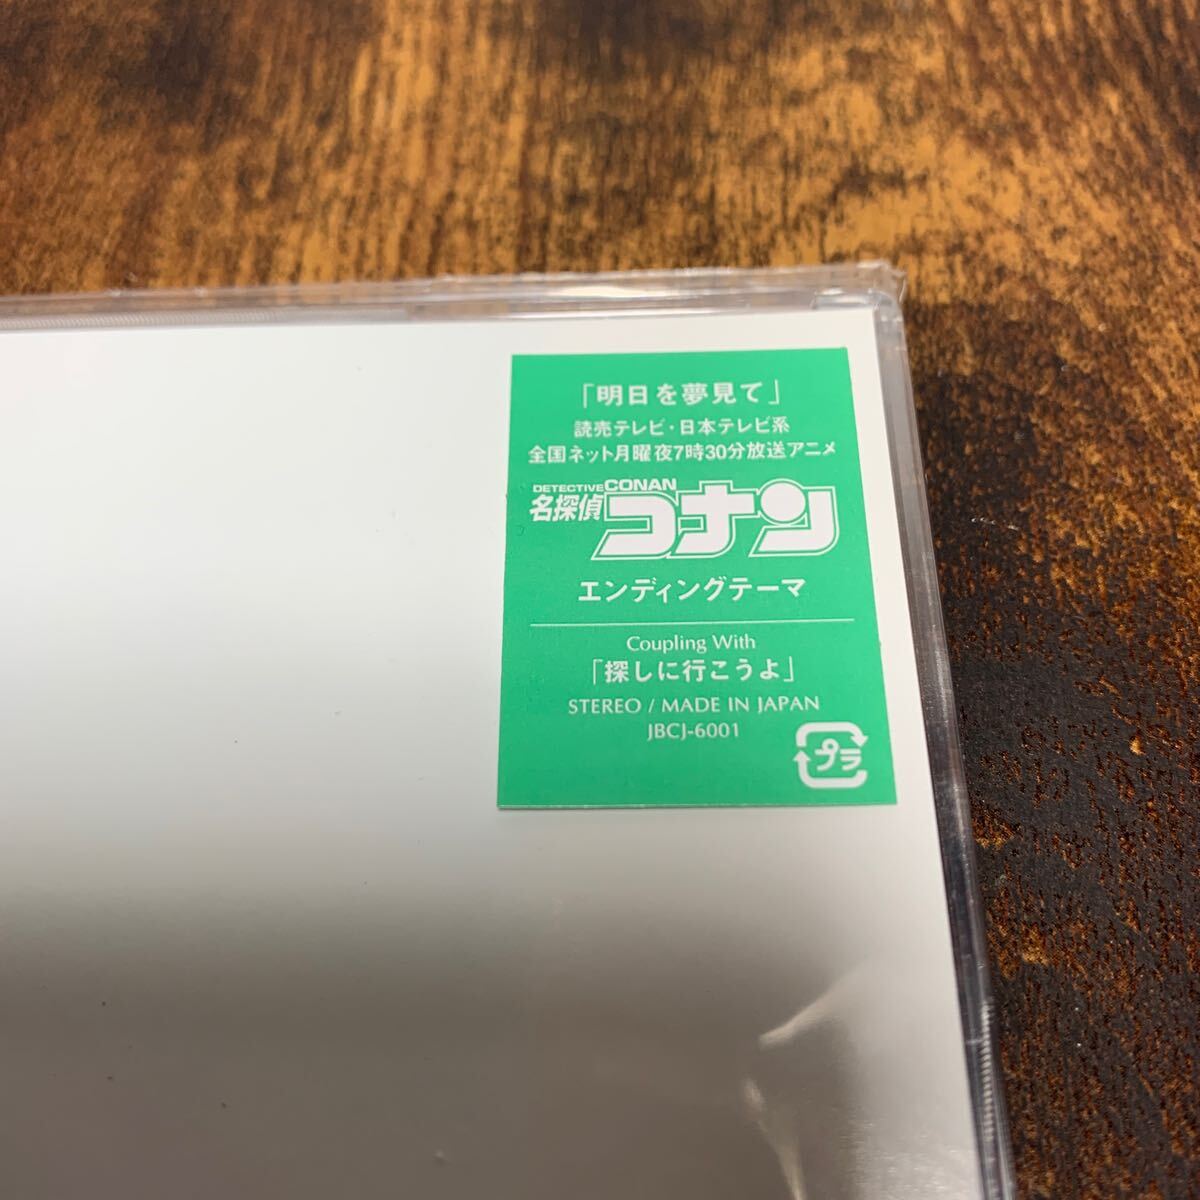 「明日を夢見て」
読売テレビ・日本テレビ系
全国ネット月曜夜7時30分放送アニメ
DETECTIVE CONAN
名探偵コナン
エンディングテーマ
Coupling With
「探しに行こうよ」
STEREO / MADE IN JAPAN
JBCJ-6001
プラ